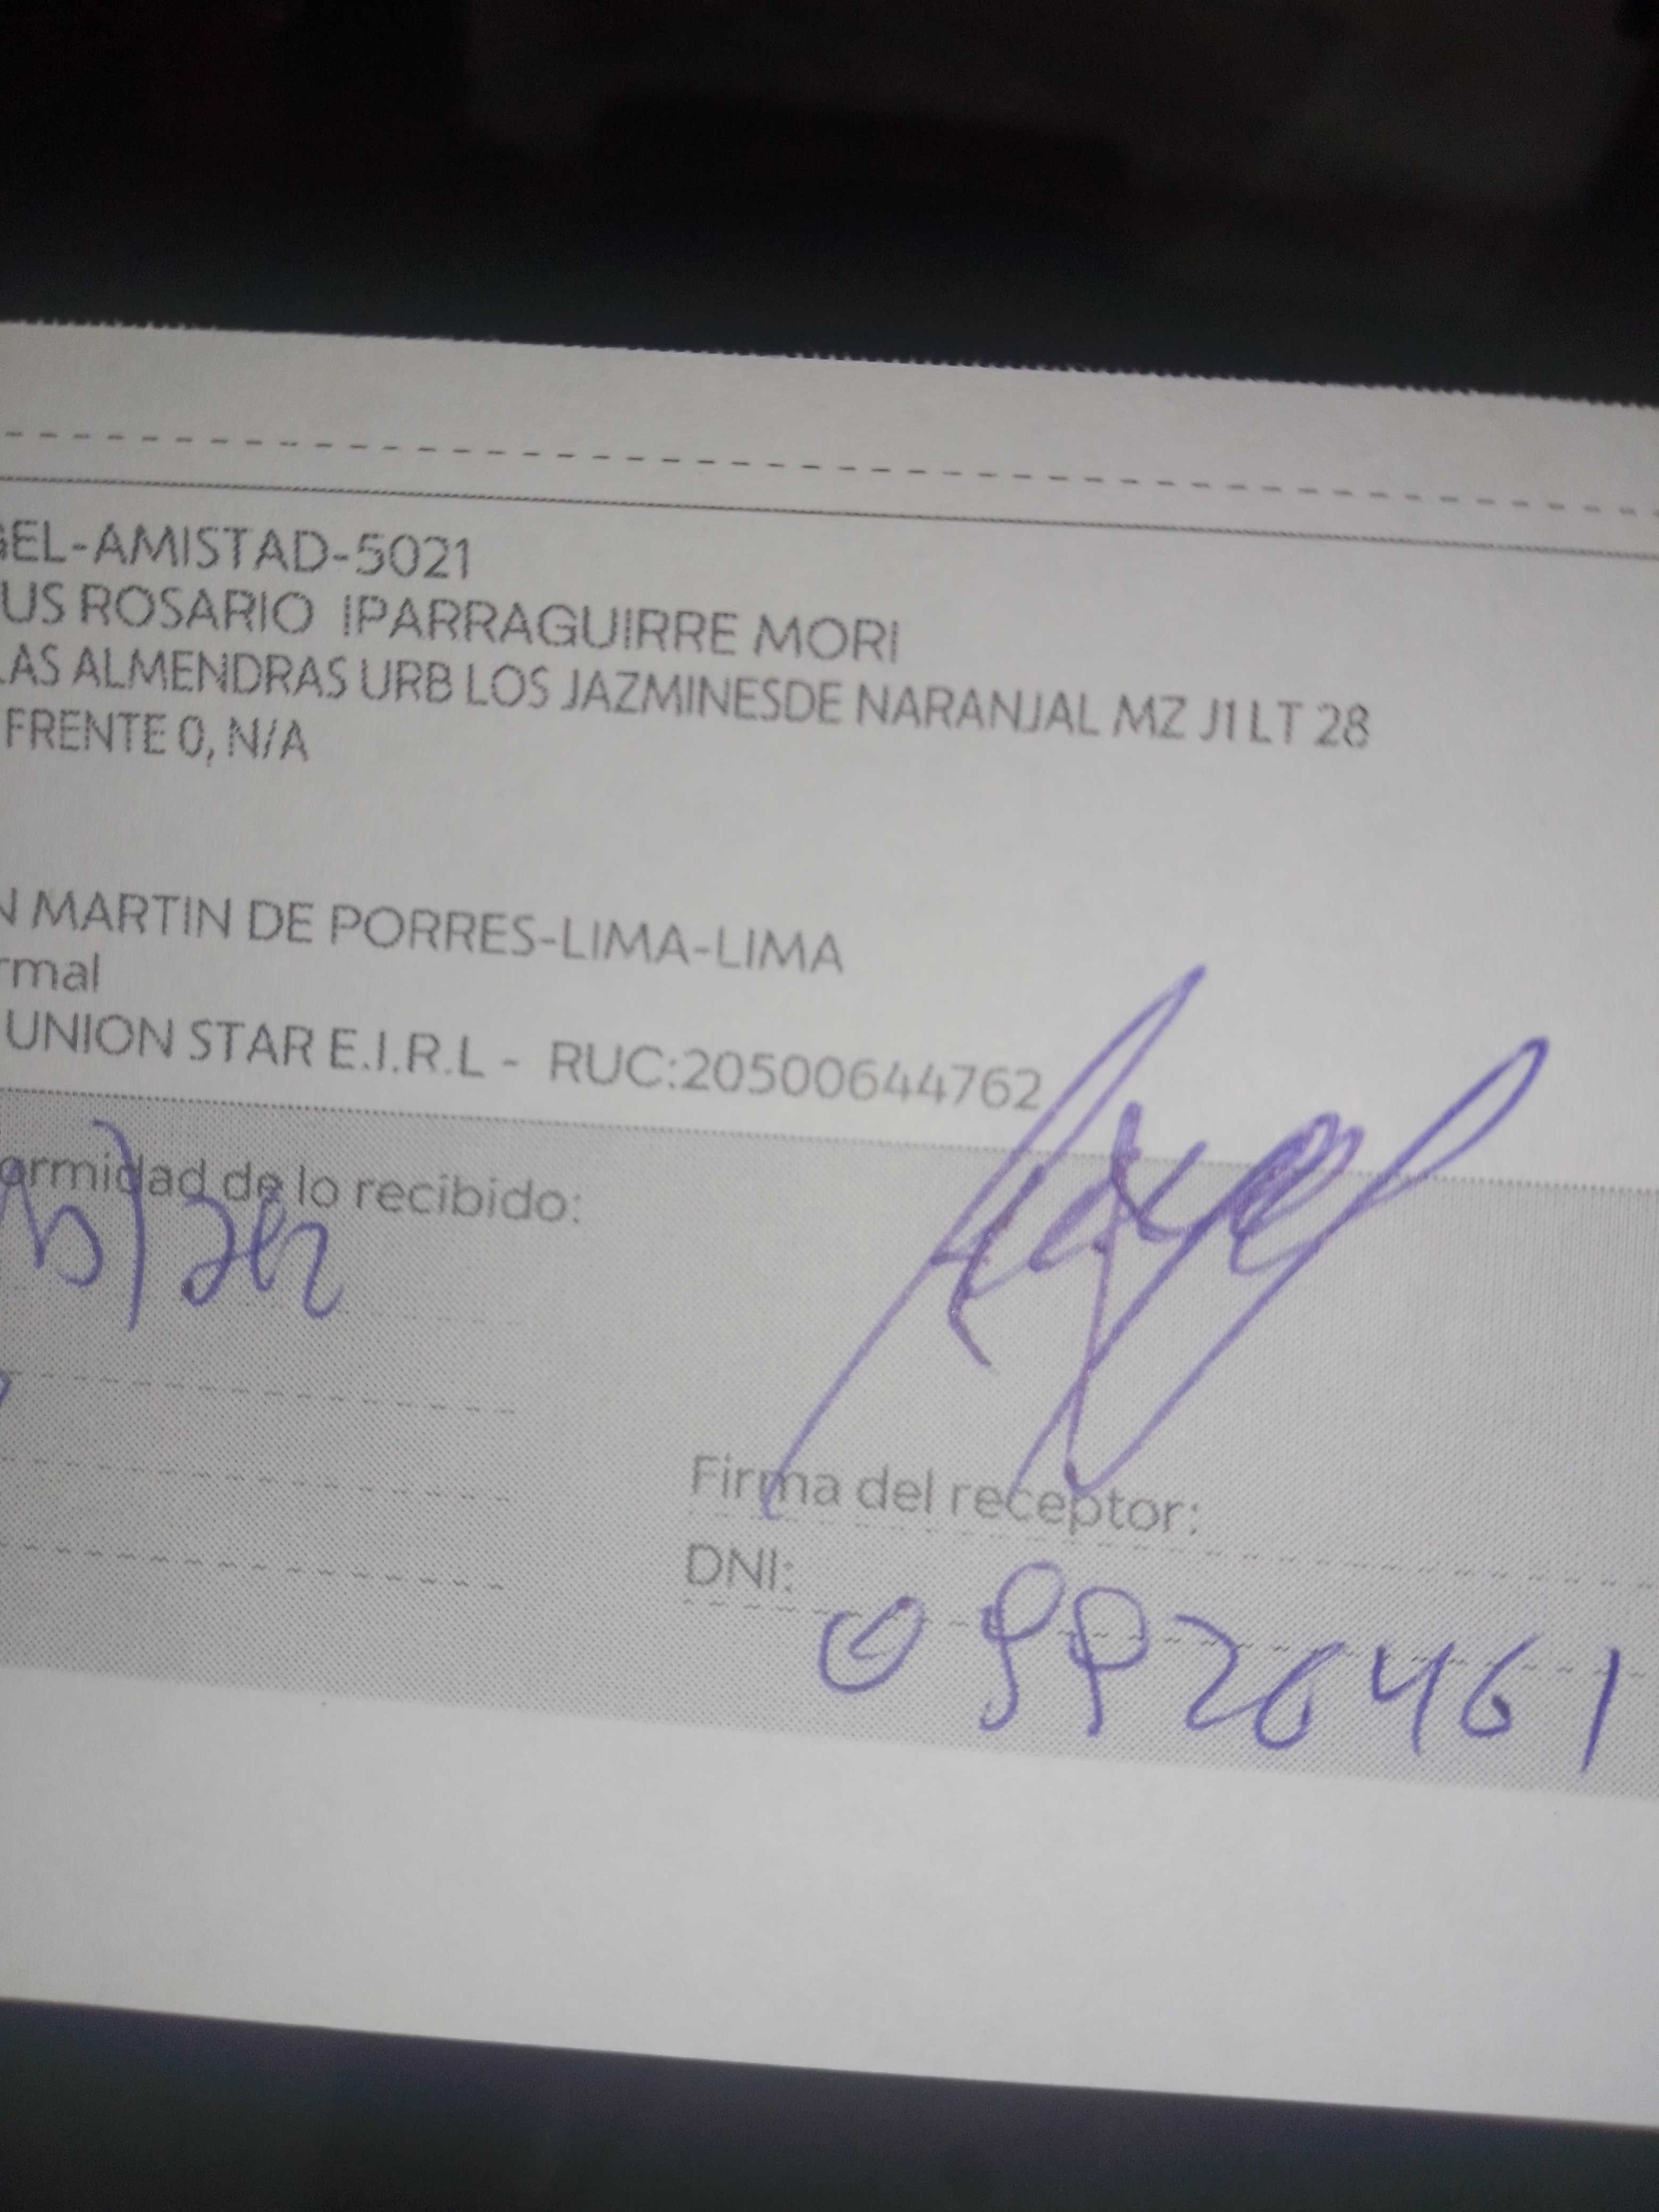 GEL-AMISTAD-5021
US ROSARIO IPARRAGUIRRE MORI
LAS ALMENDRAS URB LOS JAZMINESDE NARANJAL MZ J1 LT 28
FRENTE 0, N/A
N MARTIN DE PORRES-LIMA-LIMA
rmal
UNION STAR E.I.R.L - RUC:20500644762
ormidad de lo recibido:
Firma del receptor:
DNI:
09920461